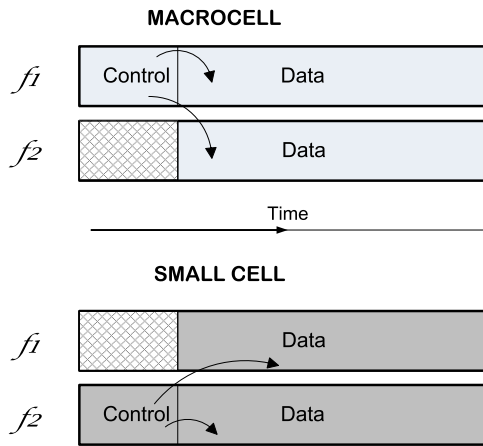 MACROCELL
f1 Control Data
f2 Data
Time
SMALL CELL
f1 Data
f2 Control Data